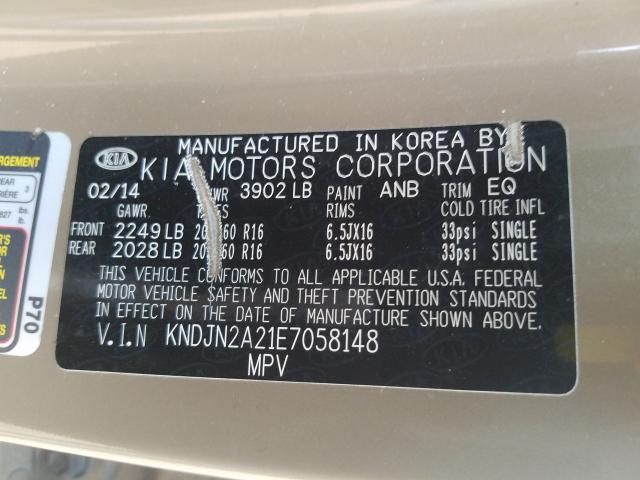 MANUFACTURED IN KOREA BY
KIA KIA MOTORS CORPORATION
02/14 3902 LB PAINT ANB TRIM EQ
GAWR RIMS COLD TIRE INFL
FRONT 2249 LB R16 6.5JX16 33psi SINGLE
REAR 2028 LB R16 6.5JX16 33psi SINGLE
THIS VEHICLE CONFORMS TO ALL APPLICABLE U.S.A. FEDERAL
MOTOR VEHICLE SAFETY AND THEFT PREVENTION STANDARDS
IN EFFECT ON THE DATE OF MANUFACTURE SHOWN ABOVE.
V.I.N KNDJN2A21E7058148
MPV
P70
3
lbs.